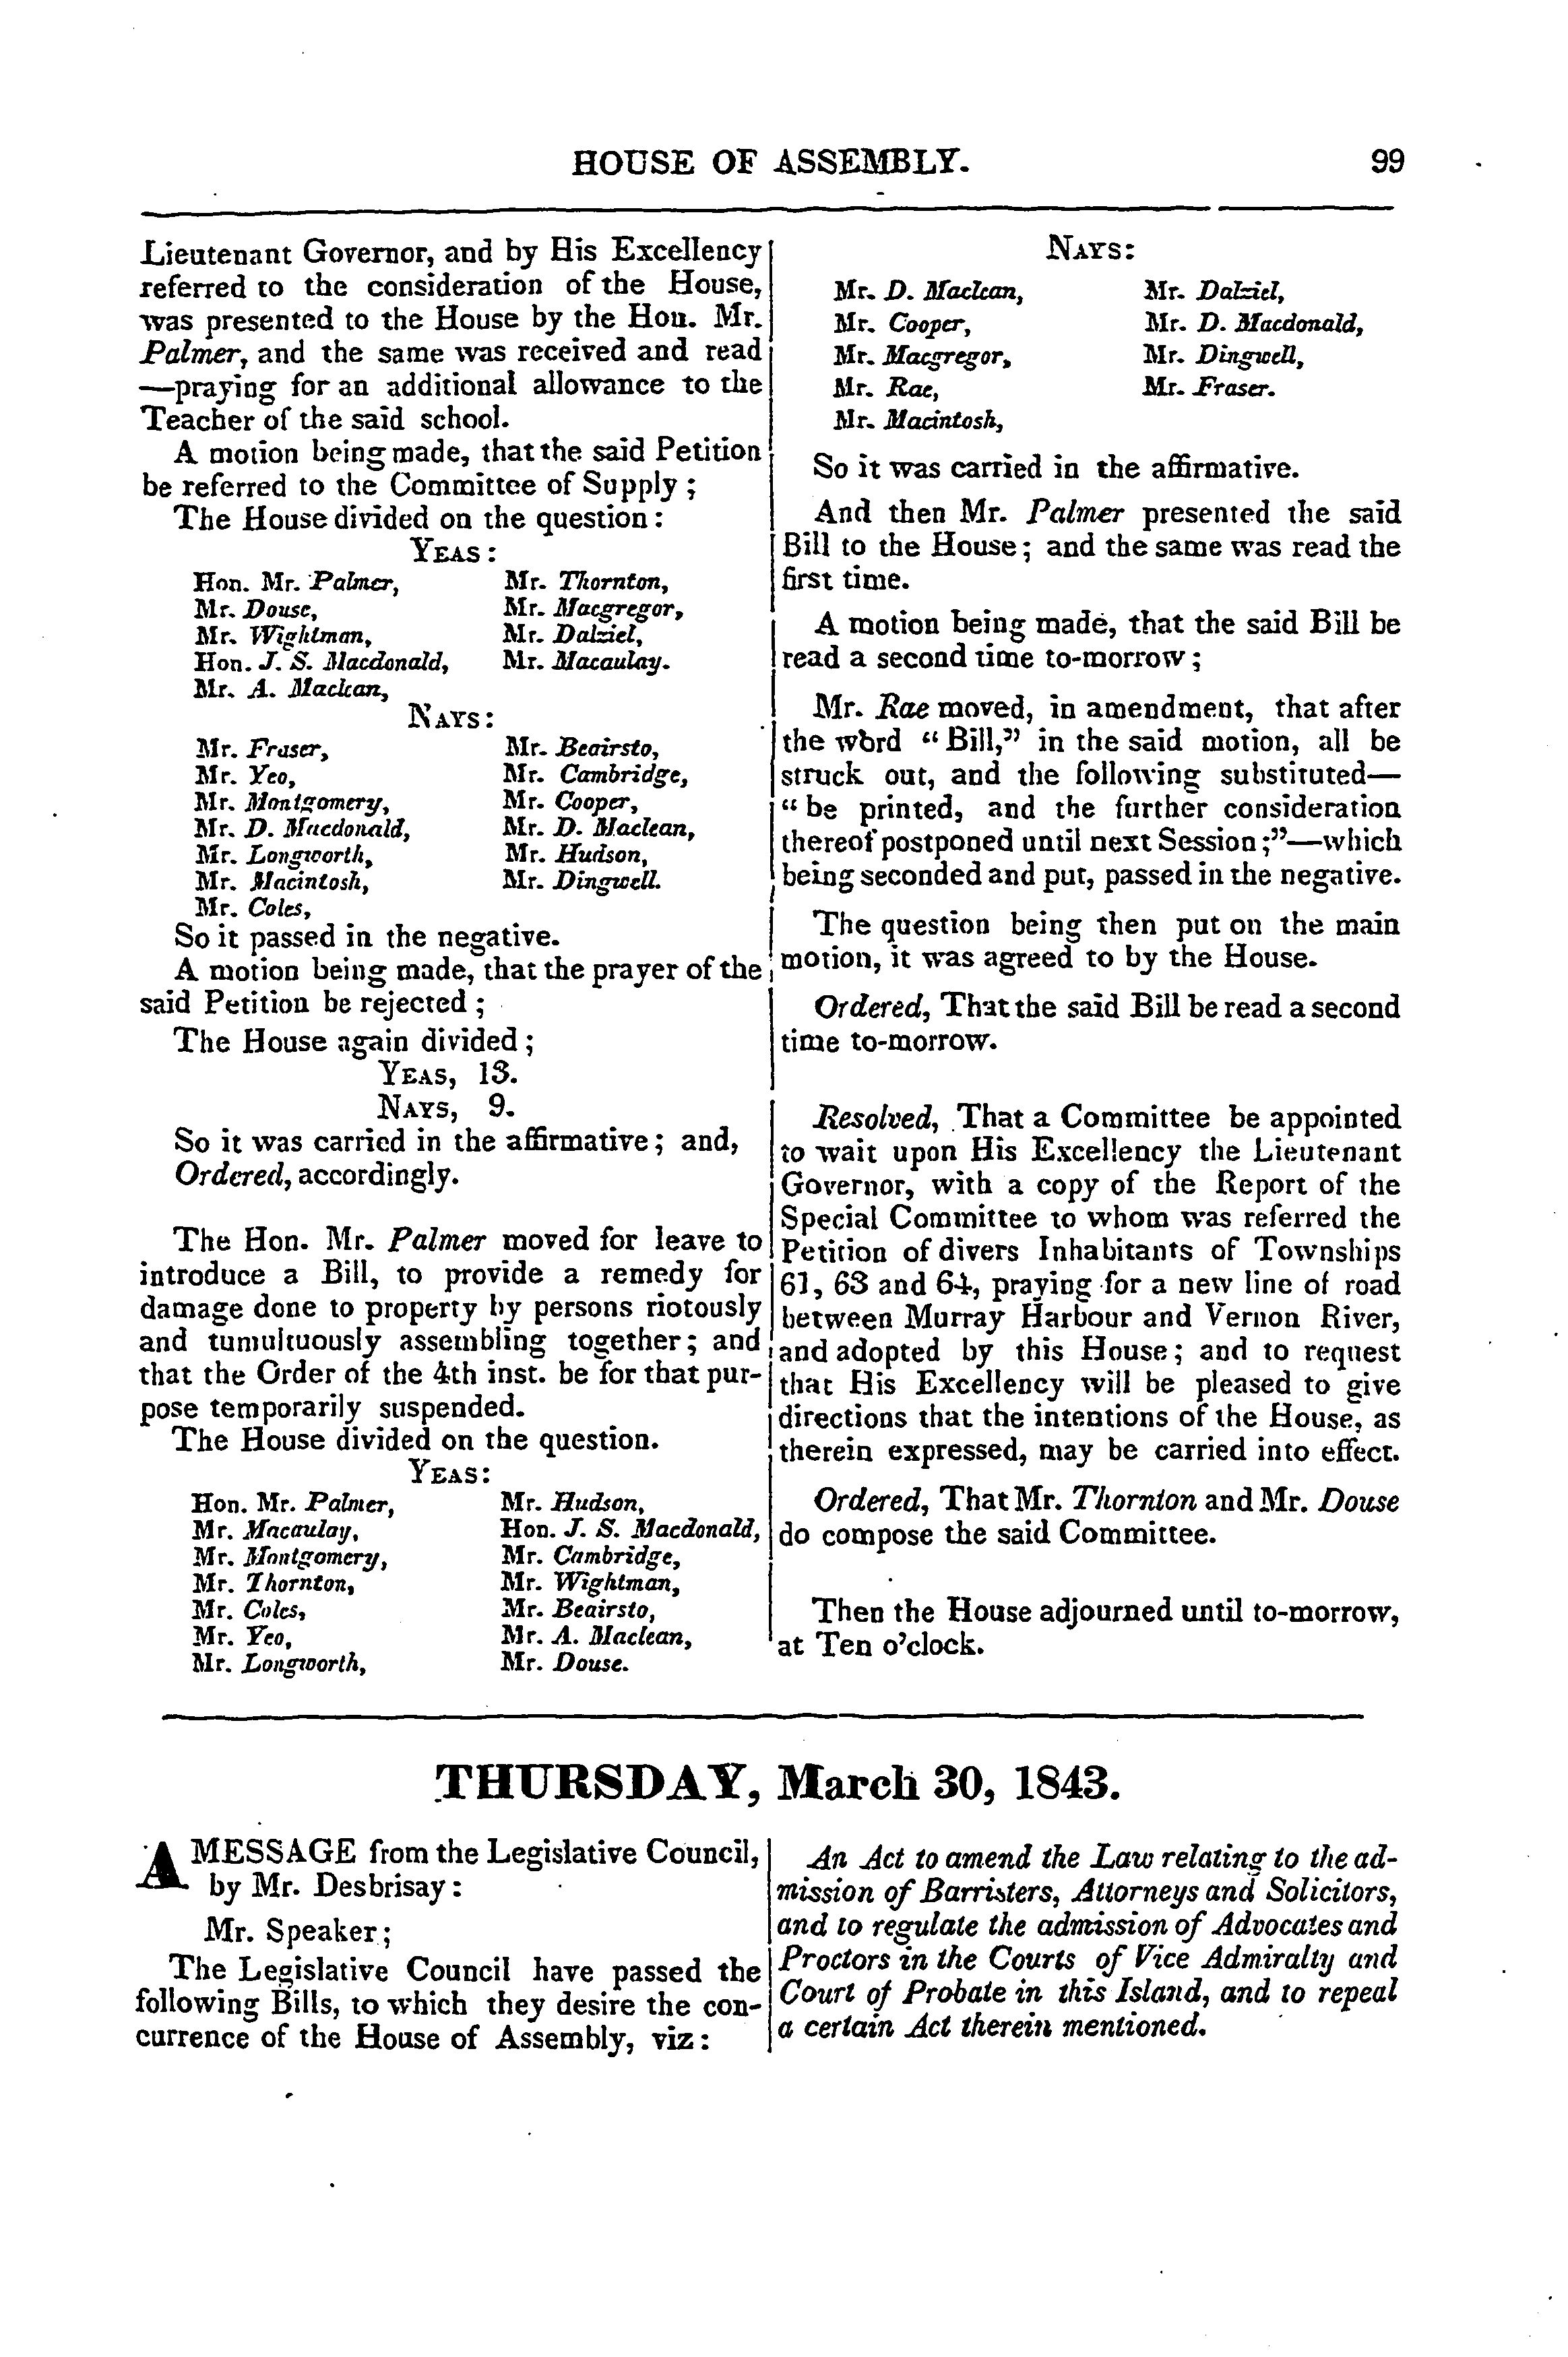 HOUSE OF ASSEMBLY. 99
Lieutenant Governor, and by His Excellency
referred to the consideration of the House,
was presented to the House by the Hon. Mr.
Palmer, and the same was received and read
—praying for an additional allowance to the
Teacher of the said school.
A motion being made, that the said Petition
be referred to the Committee of Supply ;
The House divided on the question :
YEAS :
Hon. Mr. Palmer, Mr. Thornton,
Mr. Douse, Mr. Macgregor,
Mr. Wightman, Mr. Dalziel,
Hon. J. S. Macdonald, Mr. Macaulay.
Mr. A. Maclean,
NAYS :
Mr. Fraser, Mr. Beairsto,
Mr. Yeo, Mr. Cambridge,
Mr. Montgomery, Mr. Cooper,
Mr. D. Macdonald, Mr. D. Maclean,
Mr. Longworth, Mr. Hudson,
Mr. Macintosh, Mr. Dingwell.
Mr. Coles,
So it passed in the negative.
A motion being made, that the prayer of the
said Petition be rejected ;
The House again divided ;
YEAS, 13.
NAYS, 9.
So it was carried in the affirmative ; and,
Ordered, accordingly.
The Hon. Mr. Palmer moved for leave to
introduce a Bill, to provide a remedy for
damage done to property by persons riotously
and tumultuously assembling together ; and
that the Order of the 4th inst. be for that pur-
pose temporarily suspended.
The House divided on the question.
YEAS :
Hon. Mr. Palmer, Mr. Hudson,
Mr. Macaulay, Hon. J. S. Macdonald,
Mr. Montgomery, Mr. Cambridge,
Mr. Thornton, Mr. Wightman,
Mr. Coles, Mr. Beairsto,
Mr. Yeo, Mr. A. Maclean,
Mr. Longworth, Mr. Douse.
NAYS :
Mr. D. Maclean, Mr. Dalziel,
Mr. Cooper, Mr. D. Macdonald,
Mr. Macgregor, Mr. Dingwell,
Mr. Rae, Mr. Fraser.
Mr. Macintosh,
So it was carried in the affirmative.
And then Mr. Palmer presented the said
Bill to the House ; and the same was read the
first time.
A motion being made, that the said Bill be
read a second time to-morrow ;
Mr. Rae moved, in amendment, that after
the word “ Bill,” in the said motion, all be
struck out, and the following substituted—
“ be printed, and the further consideration
thereof postponed until next Session ;”—which
being seconded and put, passed in the negative.
The question being then put on the main
motion, it was agreed to by the House.
Ordered, That the said Bill be read a second
time to-morrow.
Resolved, That a Committee be appointed
to wait upon His Excellency the Lieutenant
Governor, with a copy of the Report of the
Special Committee to whom was referred the
Petition of divers Inhabitants of Townships
61, 63 and 64, praying for a new line of road
between Murray Harbour and Vernon River,
and adopted by this House ; and to request
that His Excellency will be pleased to give
directions that the intentions of the House, as
therein expressed, may be carried into effect.
Ordered, That Mr. Thornton and Mr. Douse
do compose the said Committee.
Then the House adjourned until to-morrow,
at Ten o’clock.
THURSDAY, March 30, 1843.
A MESSAGE from the Legislative Council,
by Mr. Desbrisay :
Mr. Speaker ;
The Legislative Council have passed the
following Bills, to which they desire the con-
currence of the House of Assembly, viz :
An Act to amend the Law relating to the ad-
mission of Barristers, Attorneys and Solicitors,
and to regulate the admission of Advocates and
Proctors in the Courts of Vice Admiralty and
Court of Probate in this Island, and to repeal
a certain Act therein mentioned.